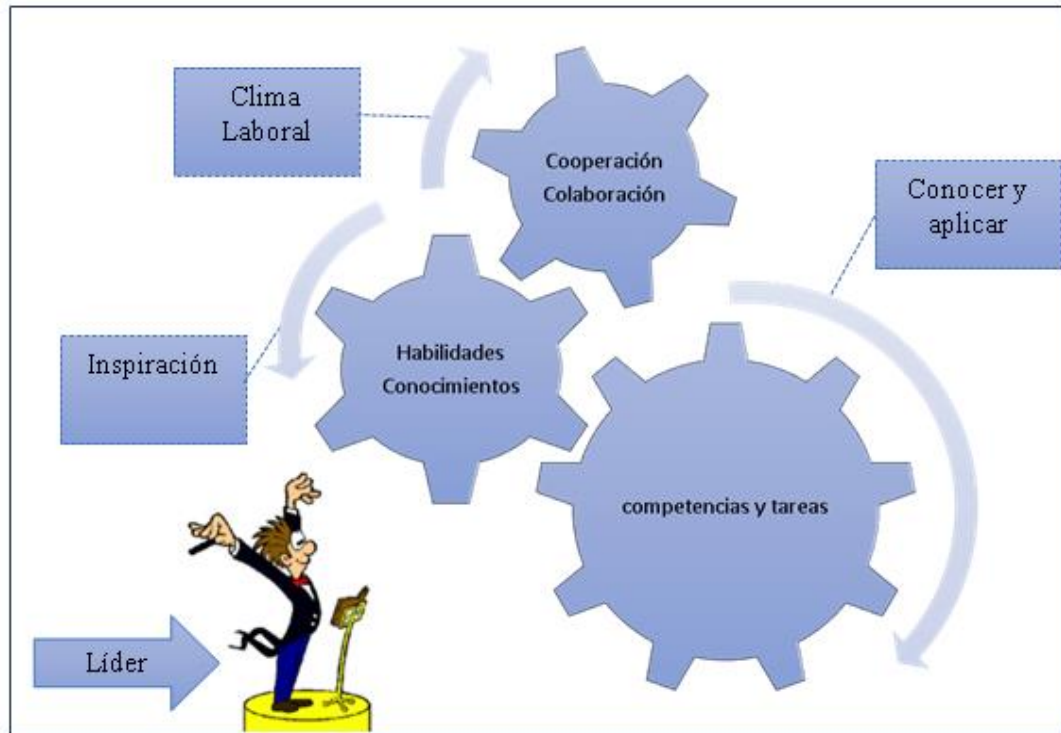 Clima
Laboral
Cooperación
Colaboración
Conocer y
aplicar
Inspiración
Habilidades
Conocimientos
competencias y tareas
Líder